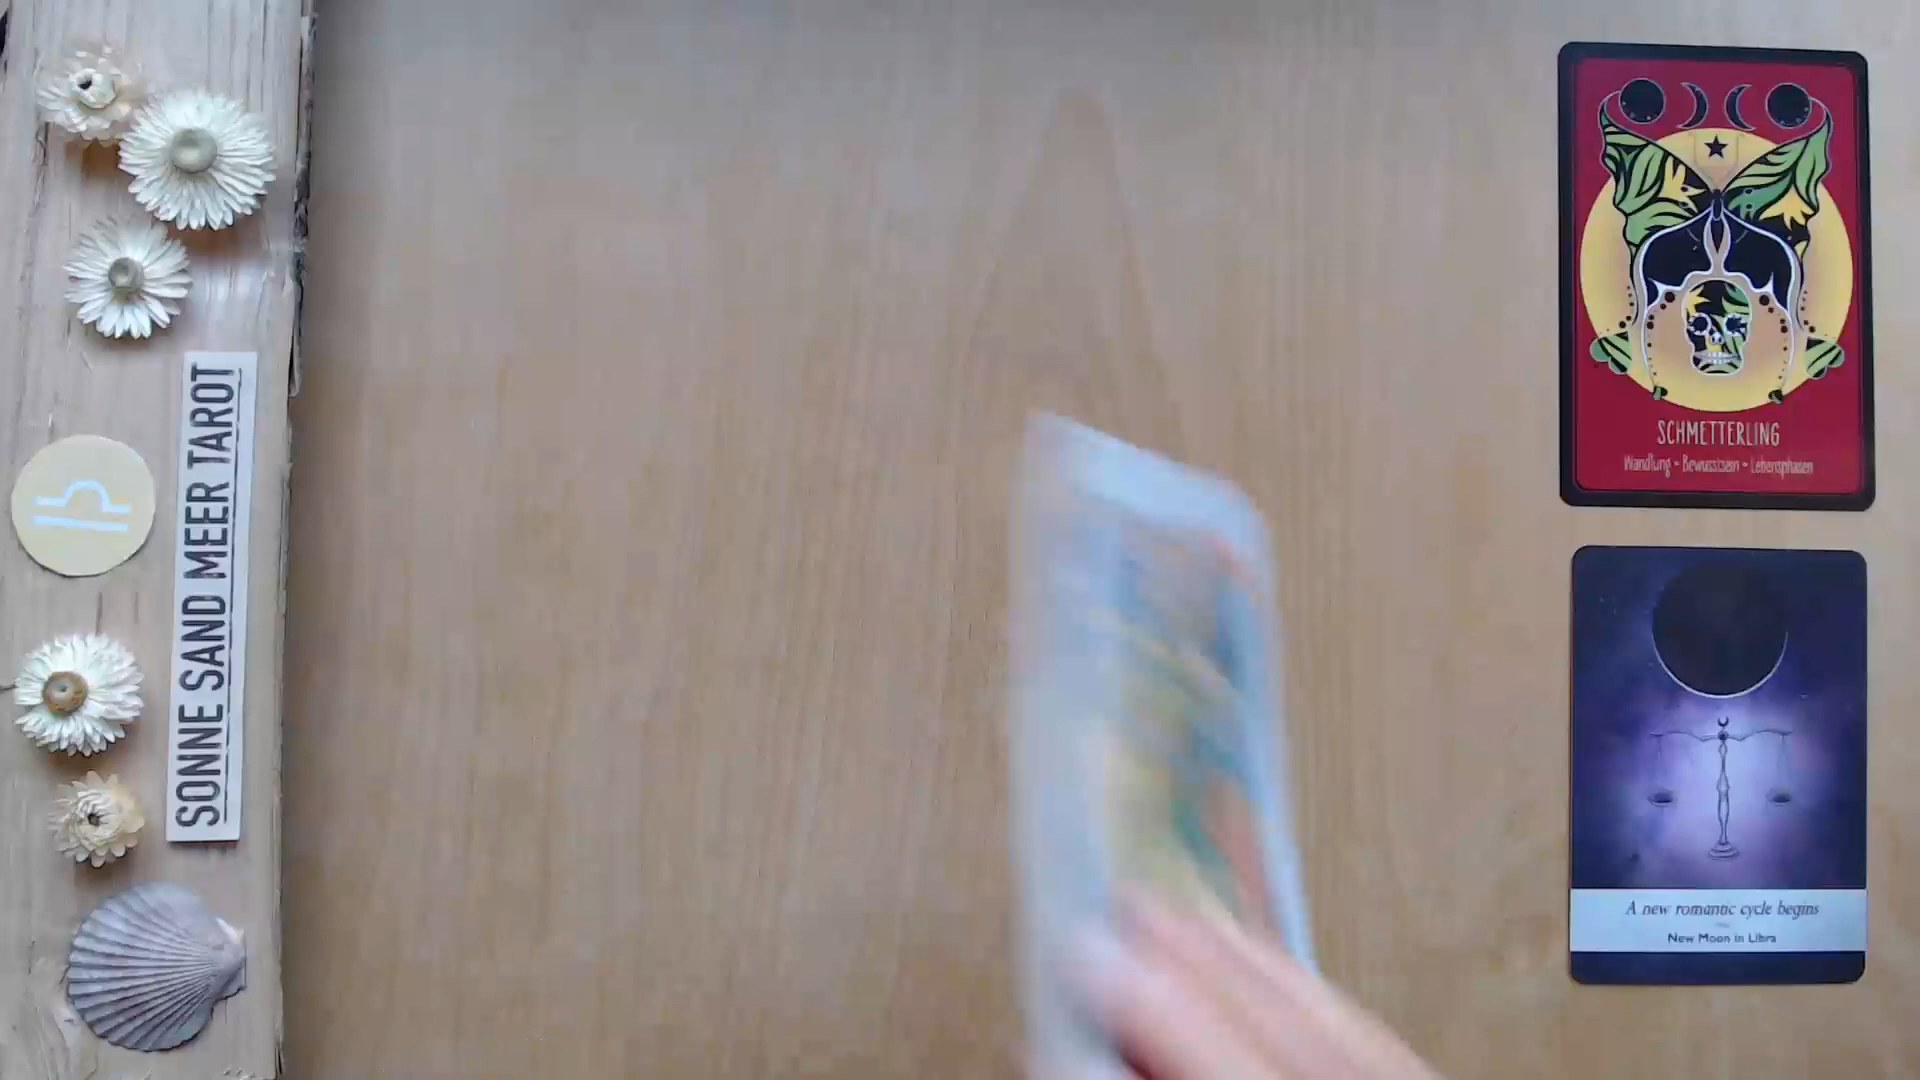 SONNE SAND MEER TAROT
SCHMETTERLING
Wandlung • Bewusstsein • Lebensphasen
A new romantic cycle begins
New Moon in Libra